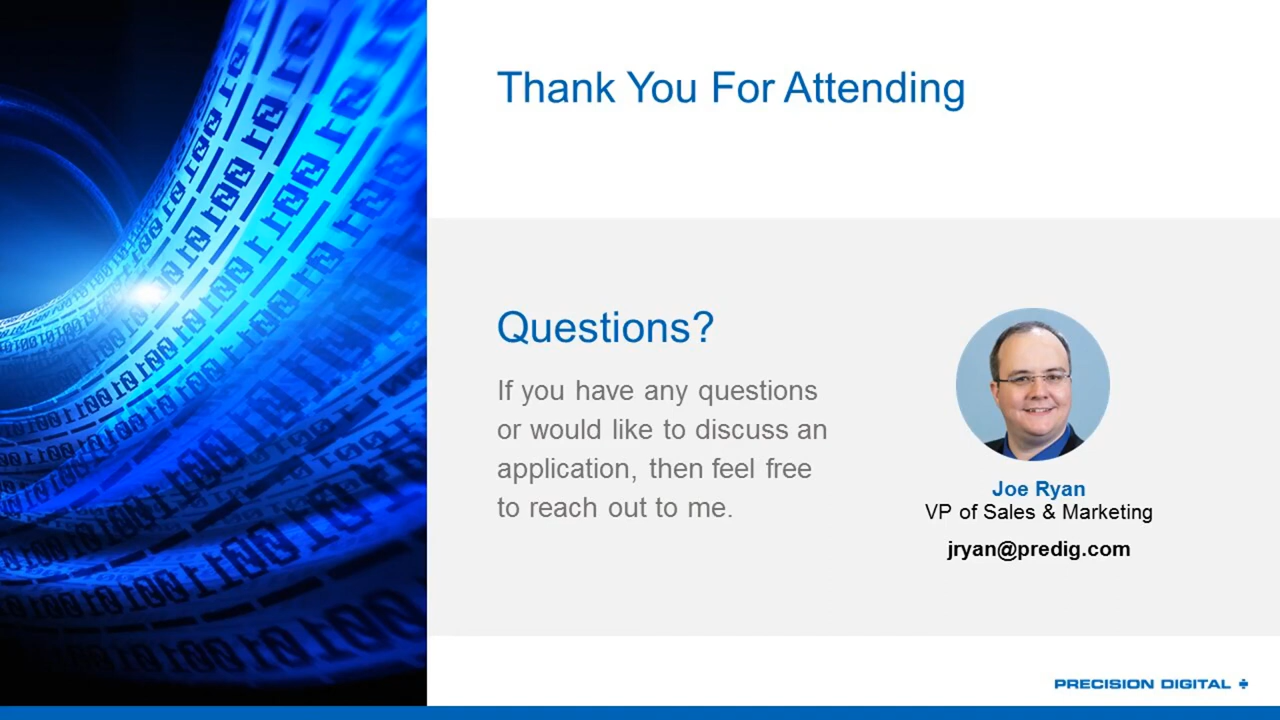 Thank You For Attending
Questions?
If you have any questions
or would like to discuss an
application, then feel free
to reach out to me.
Joe Ryan
VP of Sales & Marketing
jryan@predig.com
PRECISION DIGITAL